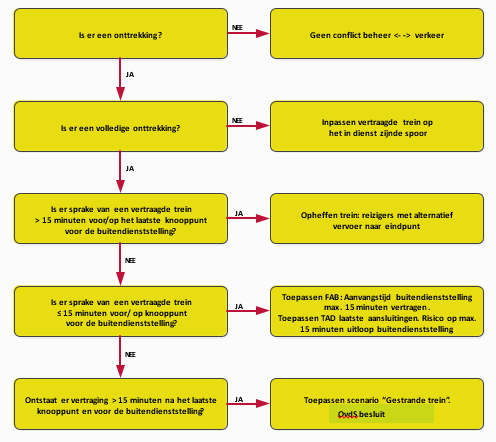 Is er een onttrekking?
NEE
Geen conflict beheer <- -> verkeer
JA
Is er een volledige onttrekking?
NEE
Inpassen vertraagde trein op
het in dienst zijnde spoor
JA
Is er sprake van een vertraagde trein
> 15 minuten voor/op het laatste knooppunt
voor de buitendienststelling?
JA
Opheffen trein: reizigers met alternatief
vervoer naar eindpunt
NEE
Is er sprake van een vertraagde trein
≤ 15 minuten voor/ op knooppunt
voor de buitendienststelling?
JA
Toepassen FAB: Aanvangstijd buitendienststelling
max. 15 minuten vertragen.
Toepassen TAD laatste aansluitingen. Risico op max.
15 minuten uitloop buitendienststelling
NEE
Ontstaat er vertraging > 15 minuten na het laatste
knooppunt en voor de buitendienststelling?
JA
Toepassen scenario "Gestrande trein".
OvdS besluit